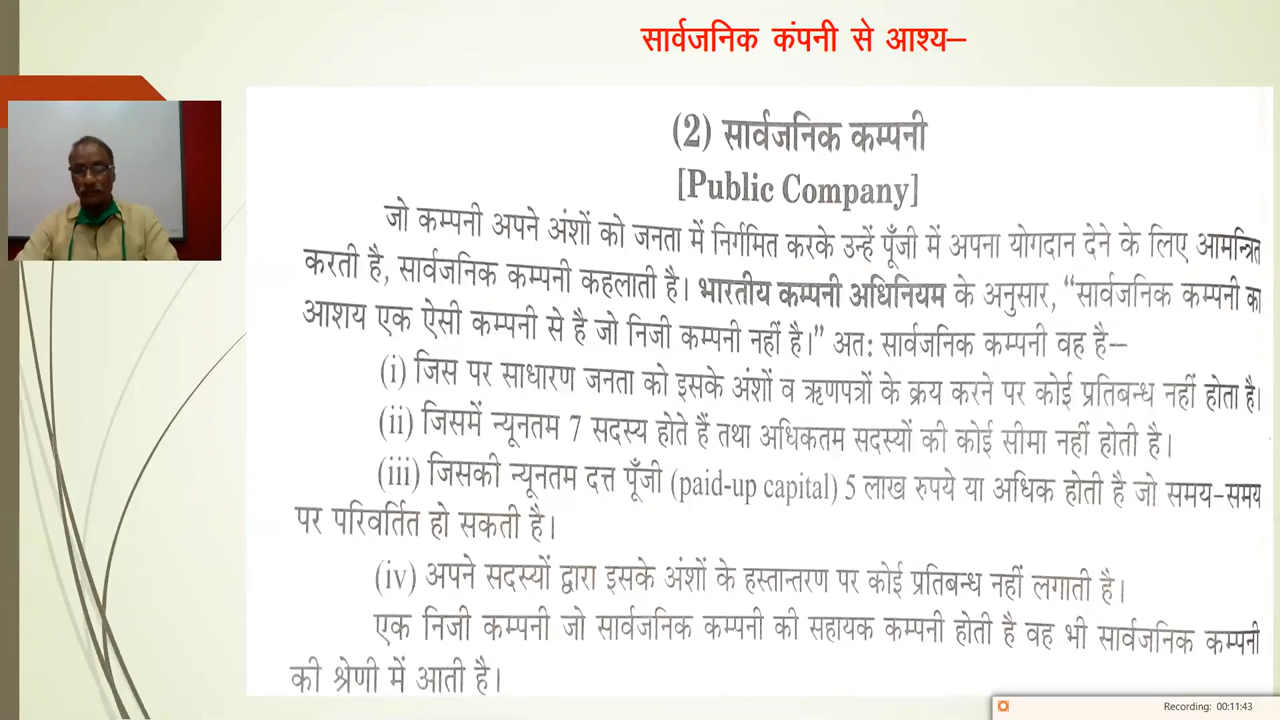 सार्वजनिक कंपनी से आश्य–
(2) सार्वजनिक कम्पनी
[Public Company]
जो कम्पनी अपने अंशों को जनता में निर्गमित करके उन्हें पूँजी में अपना योगदान देने के लिए आमन्त्रित
करती है, सार्वजनिक कम्पनी कहलाती है। भारतीय कम्पनी अधिनियम के अनुसार, “सार्वजनिक कम्पनी का
आशय एक ऐसी कम्पनी से है जो निजी कम्पनी नहीं है।” अतः सार्वजनिक कम्पनी वह है–
(i) जिस पर साधारण जनता को इसके अंशों व ऋणपत्रों के क्रय करने पर कोई प्रतिबन्ध नहीं होता है।
(ii) जिसमें न्यूनतम 7 सदस्य होते हैं तथा अधिकतम सदस्यों की कोई सीमा नहीं होती है।
(iii) जिसकी न्यूनतम दत्त पूँजी (paid-up capital) 5 लाख रुपये या अधिक होती है जो समय-समय
पर परिवर्तित हो सकती है।
(iv) अपने सदस्यों द्वारा इसके अंशों के हस्तान्तरण पर कोई प्रतिबन्ध नहीं लगाती है।
एक निजी कम्पनी जो सार्वजनिक कम्पनी की सहायक कम्पनी होती है वह भी सार्वजनिक कम्पनी
की श्रेणी में आती है।
Recording: 00:11:43